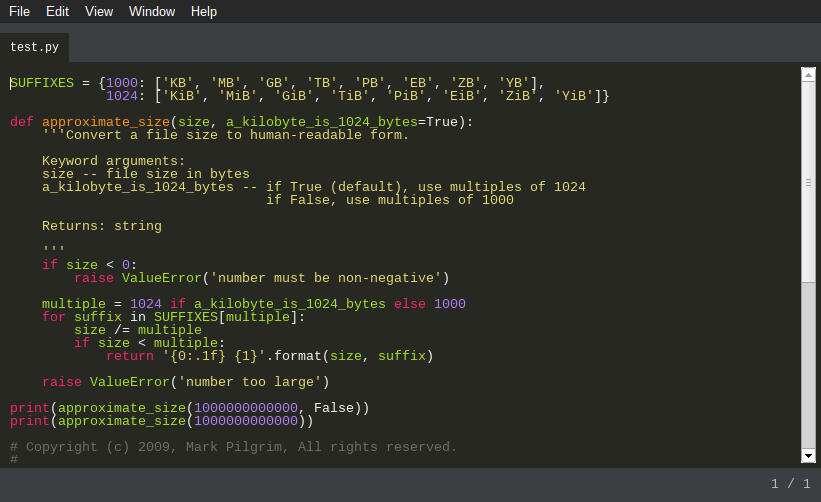 File Edit View Window Help
test.py
SUFFIXES = {1000: ['KB', 'MB', 'GB', 'TB', 'PB', 'EB', 'ZB', 'YB'],
            1024: ['KiB', 'MiB', 'GiB', 'TiB', 'PiB', 'EiB', 'ZiB', 'YiB']}

def approximate_size(size, a_kilobyte_is_1024_bytes=True):
    '''Convert a file size to human-readable form.

    Keyword arguments:
    size -- file size in bytes
    a_kilobyte_is_1024_bytes -- if True (default), use multiples of 1024
                                if False, use multiples of 1000

    Returns: string

    '''
    if size < 0:
        raise ValueError('number must be non-negative')

    multiple = 1024 if a_kilobyte_is_1024_bytes else 1000
    for suffix in SUFFIXES[multiple]:
        size /= multiple
        if size < multiple:
            return '{0:.1f} {1}'.format(size, suffix)

    raise ValueError('number too large')

print(approximate_size(1000000000000, False))
print(approximate_size(1000000000000))

# Copyright (c) 2009, Mark Pilgrim, All rights reserved.
#
1 / 1